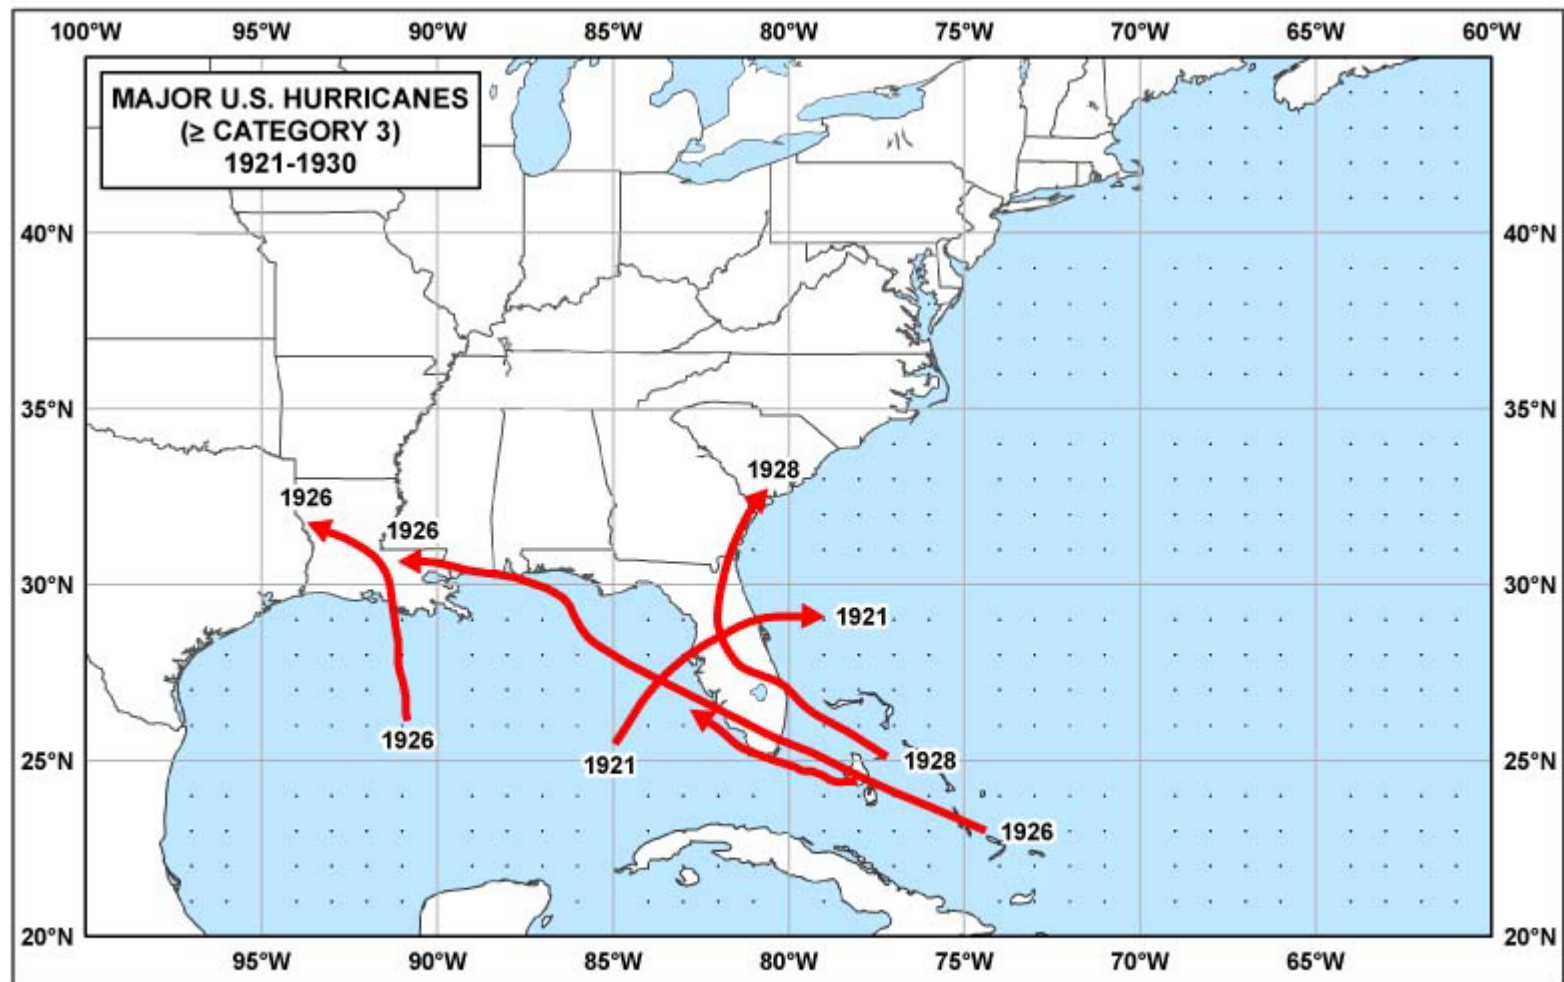 100°W 95°W 90°W 85°W 80°W 75°W 70°W 65°W 60°W
MAJOR U.S. HURRICANES
(≥ CATEGORY 3)
1921-1930
40°N 40°N
35°N 35°N
1928
1926
1926
30°N 30°N
1921
1926
1921
1928
25°N 25°N
1926
20°N 20°N
95°W 90°W 85°W 80°W 75°W 70°W 65°W